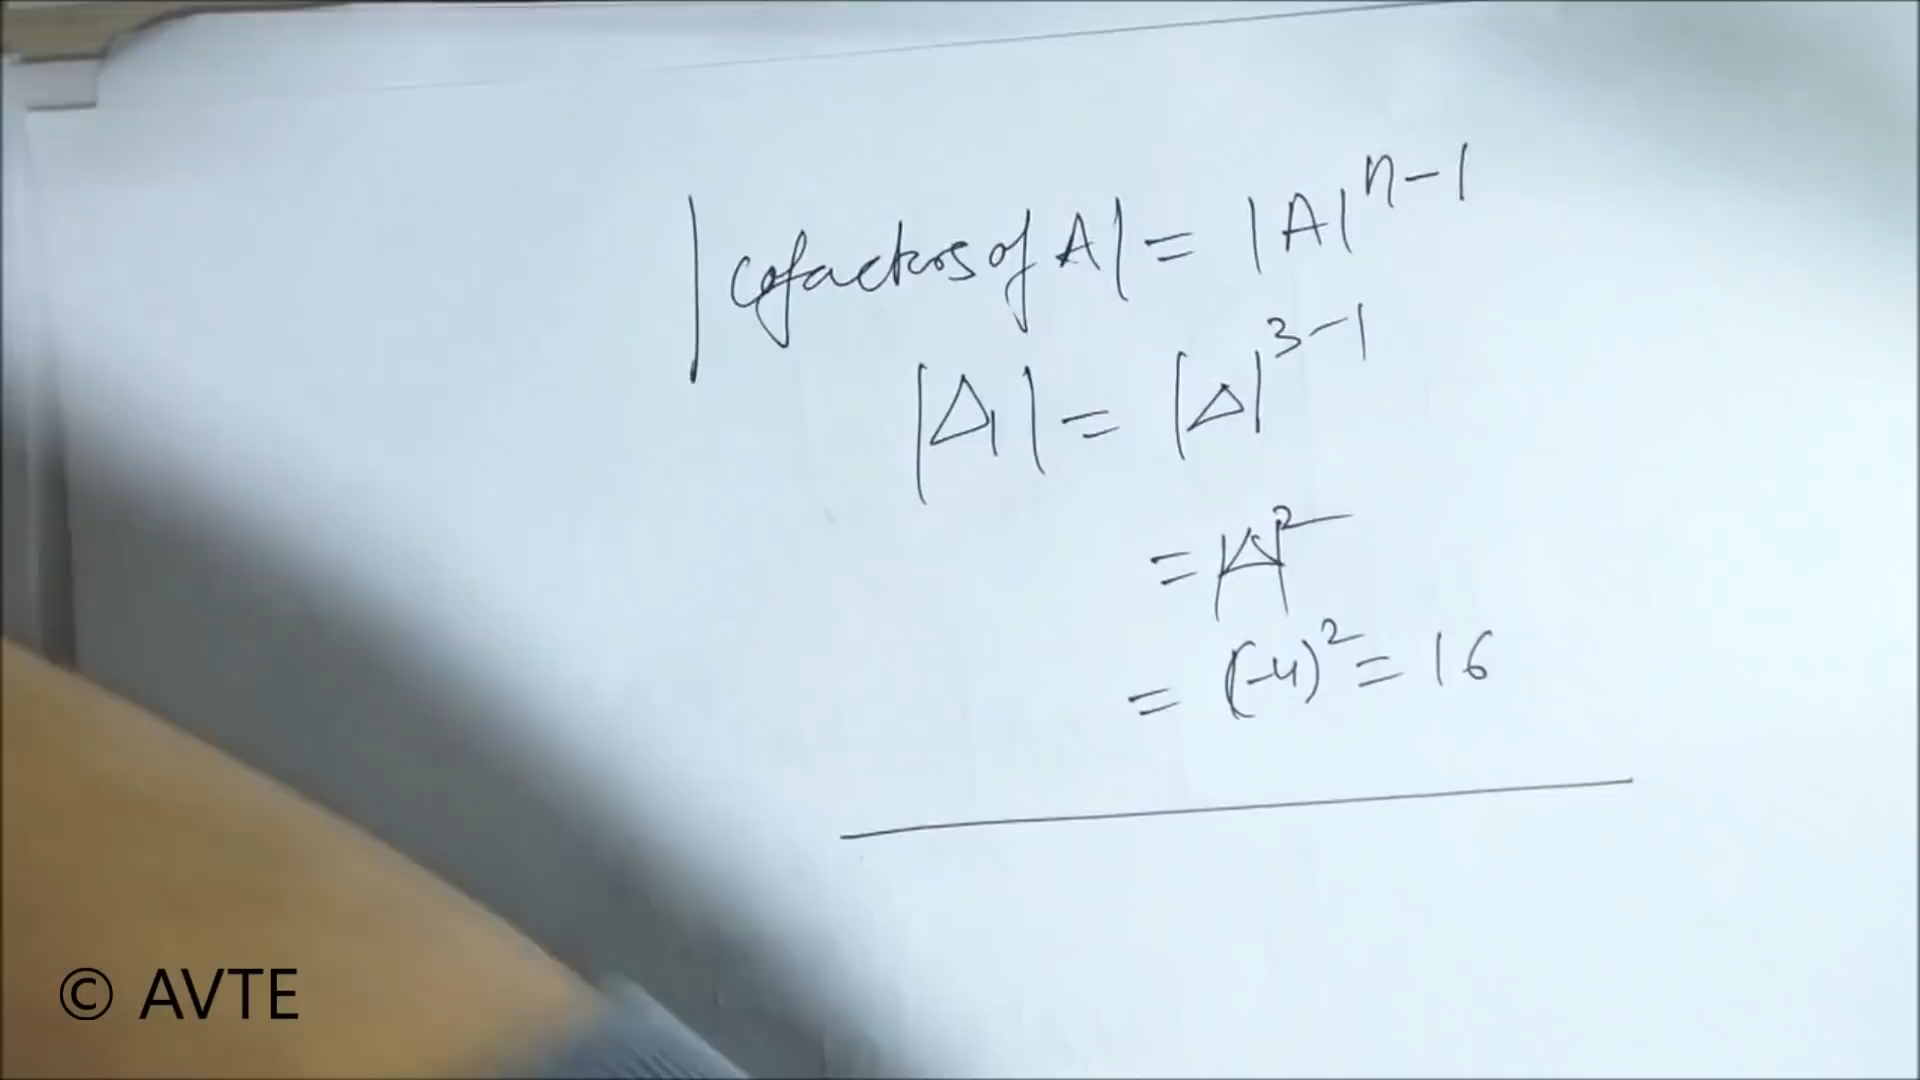 |cofactors of A| = |A|ⁿ⁻¹
|Δ₁| = |Δ|³⁻¹
= |Δ|²
= (-4)² = 16
© AVTE